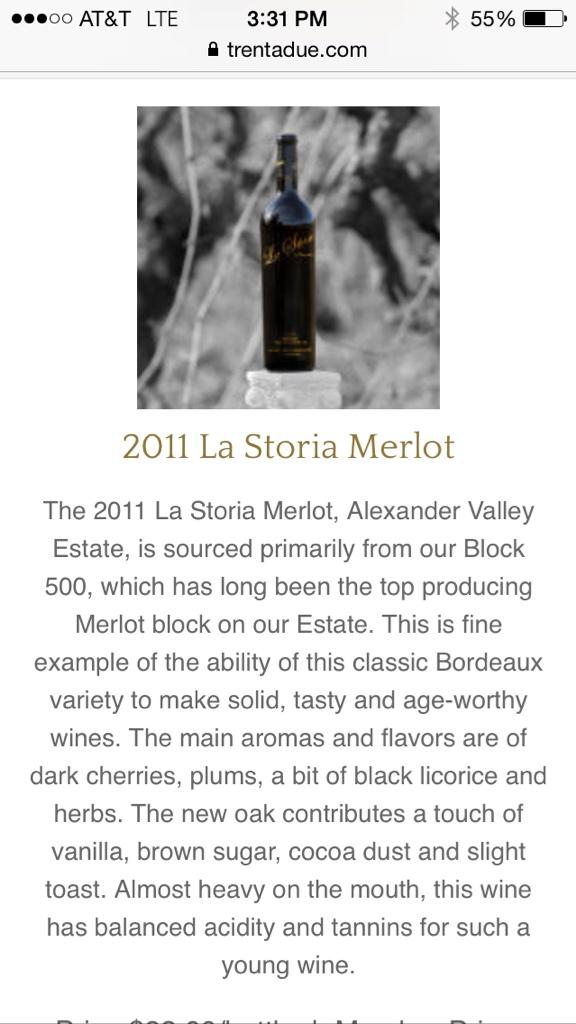 AT&T LTE 3:31 PM 55%
trentadue.com
La Storia
2011 La Storia Merlot
The 2011 La Storia Merlot, Alexander Valley
Estate, is sourced primarily from our Block
500, which has long been the top producing
Merlot block on our Estate. This is fine
example of the ability of this classic Bordeaux
variety to make solid, tasty and age-worthy
wines. The main aromas and flavors are of
dark cherries, plums, a bit of black licorice and
herbs. The new oak contributes a touch of
vanilla, brown sugar, cocoa dust and slight
toast. Almost heavy on the mouth, this wine
has balanced acidity and tannins for such a
young wine.